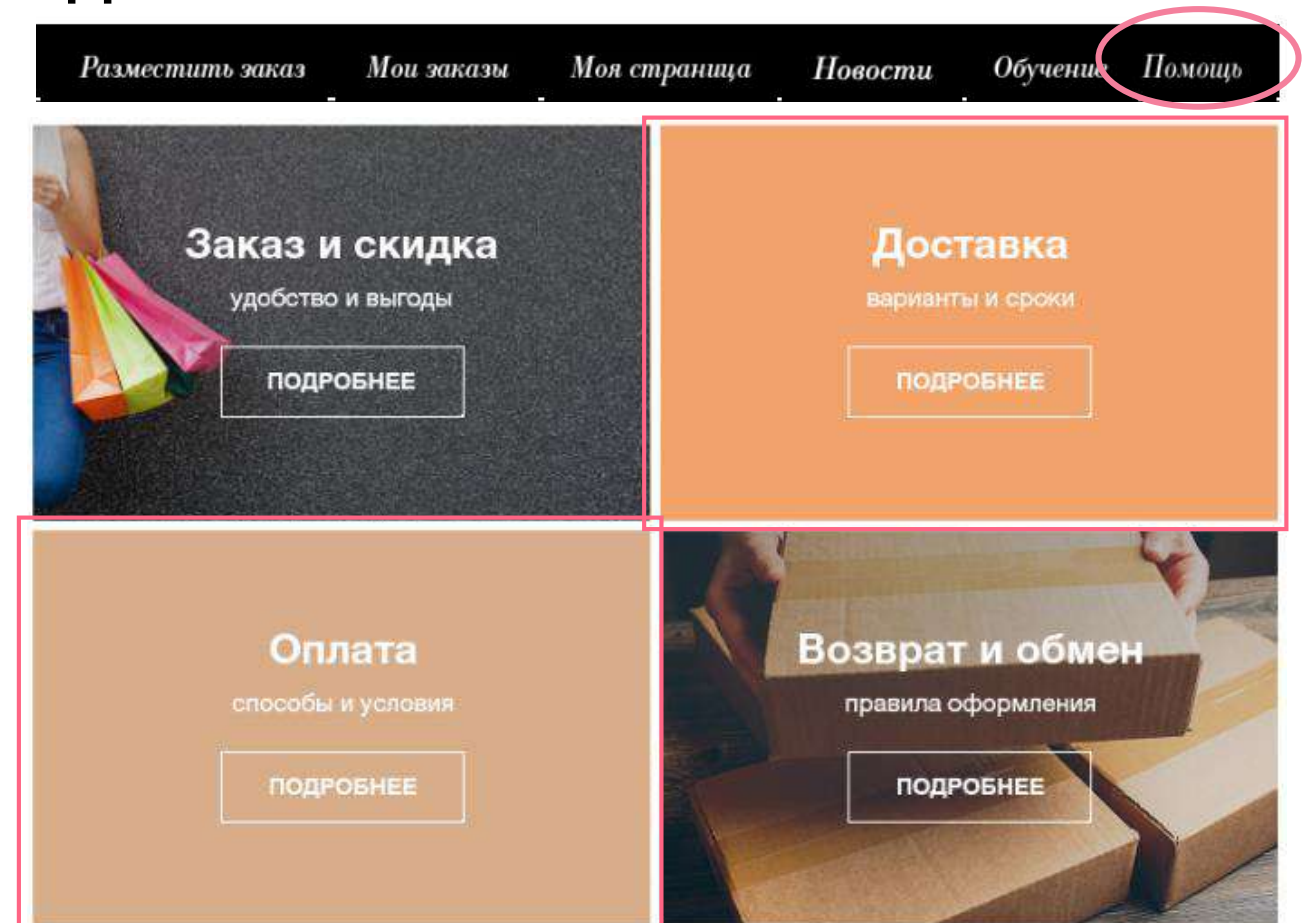 Разместить заказ Мои заказы Моя страница Новости Обучение Помощь
Заказ и скидка
удобство и выгоды
ПОДРОБНЕЕ
Доставка
варианты и сроки
ПОДРОБНЕЕ
Оплата
способы и условия
ПОДРОБНЕЕ
Возврат и обмен
правила оформления
ПОДРОБНЕЕ